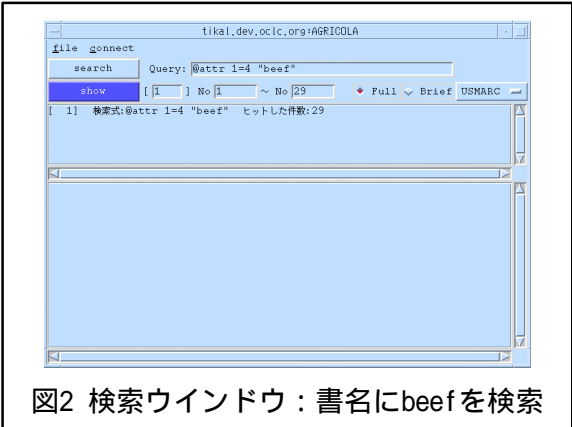 tikal.dev.oclc.org:AGRICOLA
file connect
search Query: @attr 1=4 "beef"
show [ 1 ] No 1 ~ No 29 Full Brief USMARC
[ 1] 検索式:@attr 1=4 "beef" ヒットした件数:29
図2 検索ウインドウ：書名にbeefを検索